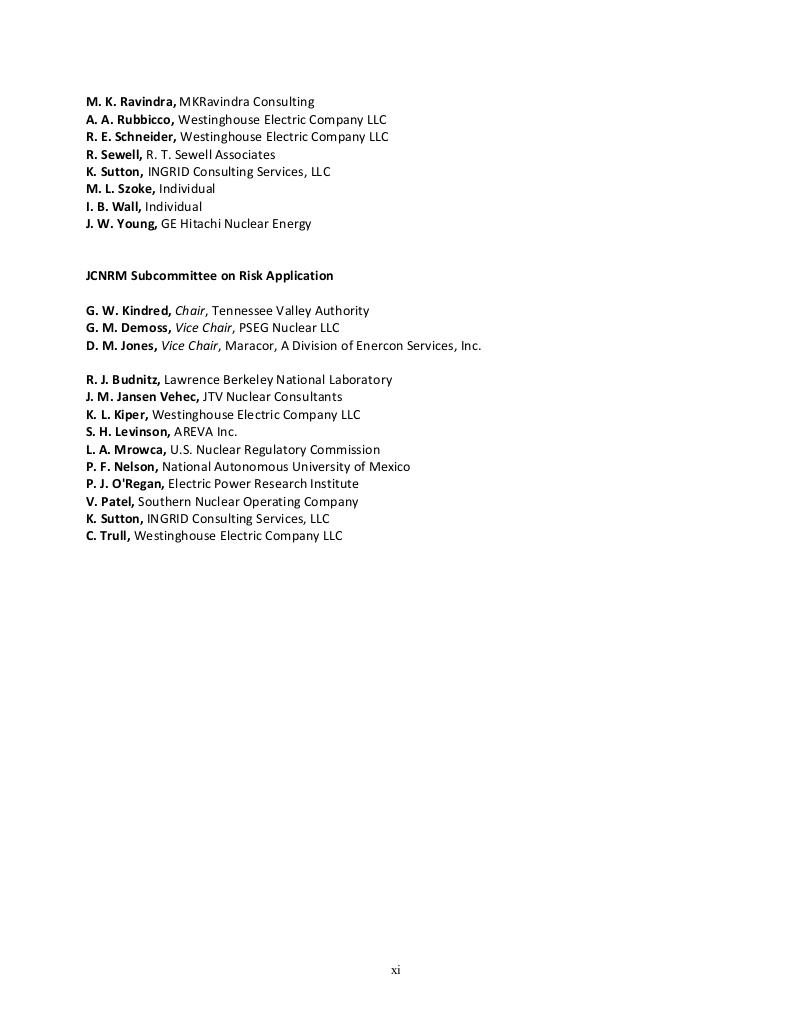 M. K. Ravindra, MKRavindra Consulting
A. A. Rubbicco, Westinghouse Electric Company LLC
R. E. Schneider, Westinghouse Electric Company LLC
R. Sewell, R. T. Sewell Associates
K. Sutton, INGRID Consulting Services, LLC
M. L. Szoke, Individual
I. B. Wall, Individual
J. W. Young, GE Hitachi Nuclear Energy
JCNRM Subcommittee on Risk Application
G. W. Kindred, Chair, Tennessee Valley Authority
G. M. Demoss, Vice Chair, PSEG Nuclear LLC
D. M. Jones, Vice Chair, Maracor, A Division of Enercon Services, Inc.
R. J. Budnitz, Lawrence Berkeley National Laboratory
J. M. Jansen Vehec, JTV Nuclear Consultants
K. L. Kiper, Westinghouse Electric Company LLC
S. H. Levinson, AREVA Inc.
L. A. Mrowca, U.S. Nuclear Regulatory Commission
P. F. Nelson, National Autonomous University of Mexico
P. J. O'Regan, Electric Power Research Institute
V. Patel, Southern Nuclear Operating Company
K. Sutton, INGRID Consulting Services, LLC
C. Trull, Westinghouse Electric Company LLC
xi